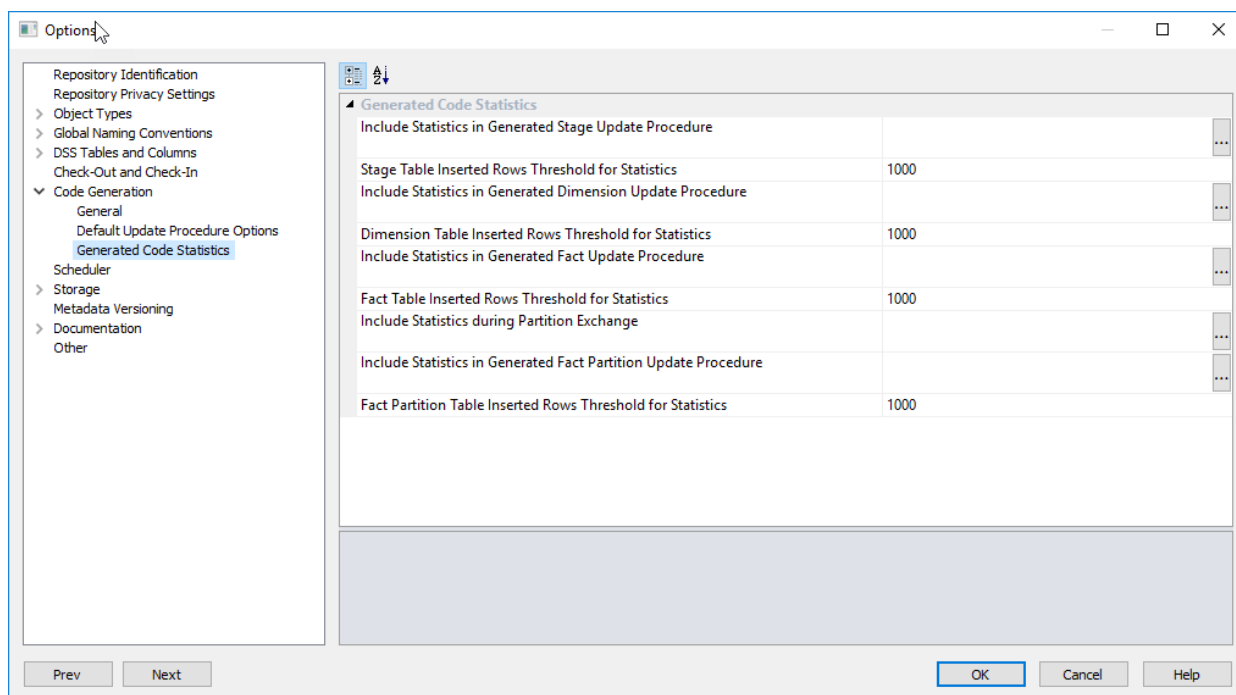 Options
Repository Identification
Repository Privacy Settings
Object Types
Global Naming Conventions
DSS Tables and Columns
Check-Out and Check-In
Code Generation
General
Default Update Procedure Options
Generated Code Statistics
Scheduler
Storage
Metadata Versioning
Documentation
Other
Generated Code Statistics
Include Statistics in Generated Stage Update Procedure
...
Stage Table Inserted Rows Threshold for Statistics 1000
Include Statistics in Generated Dimension Update Procedure
...
Dimension Table Inserted Rows Threshold for Statistics 1000
Include Statistics in Generated Fact Update Procedure
...
Fact Table Inserted Rows Threshold for Statistics 1000
Include Statistics during Partition Exchange
...
Include Statistics in Generated Fact Partition Update Procedure
...
Fact Partition Table Inserted Rows Threshold for Statistics 1000
Prev Next OK Cancel Help